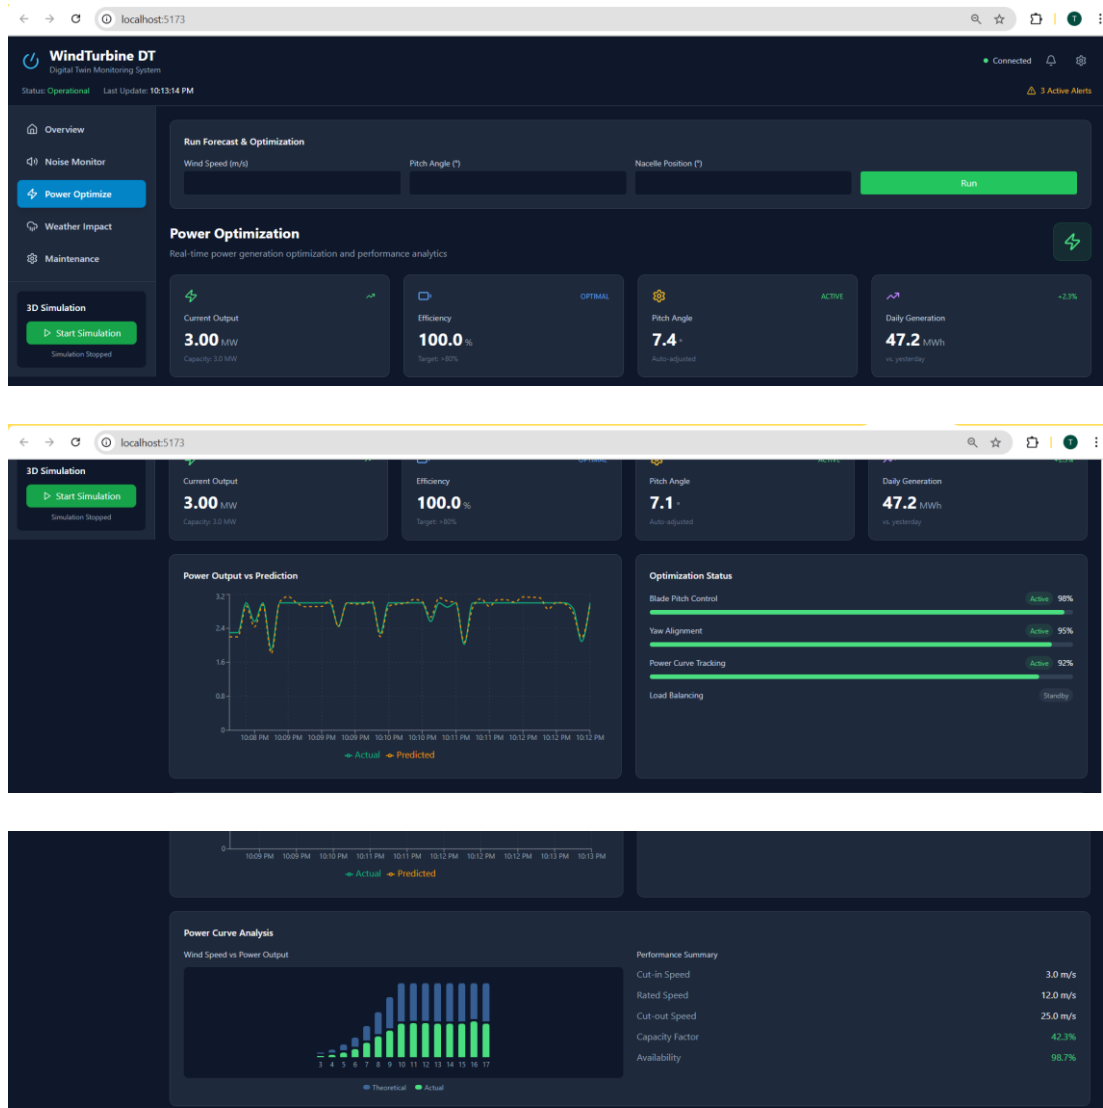 localhost:5173
WindTurbine DT
Digital Twin Monitoring System
Connected
Status: Operational Last Update: 10:13:14 PM
3 Active Alerts
Overview
Noise Monitor
Power Optimize
Weather Impact
Maintenance
3D Simulation
Start Simulation
Simulation Stopped
Run Forecast & Optimization
Wind Speed (m/s) Pitch Angle (°) Nacelle Position (°)
Run
Power Optimization
Real-time power generation optimization and performance analytics
Current Output
3.00 MW
Capacity: 3.0 MW
OPTIMAL
Efficiency
100.0 %
Target: >80%
ACTIVE
Pitch Angle
7.4 °
Auto-adjusted
+2.3%
Daily Generation
47.2 MWh
vs. yesterday
localhost:5173
3D Simulation
Start Simulation
Simulation Stopped
Current Output
3.00 MW
Capacity: 3.0 MW
OPTIMAL
Efficiency
100.0 %
Target: >80%
ACTIVE
Pitch Angle
7.1 °
Auto-adjusted
+2.3%
Daily Generation
47.2 MWh
vs. yesterday
Power Output vs Prediction
3.2
2.4
1.6
0.8
0
10:08 PM 10:09 PM 10:09 PM 10:09 PM 10:10 PM 10:10 PM 10:11 PM 10:11 PM 10:12 PM 10:12 PM 10:12 PM
Actual Predicted
Optimization Status
Blade Pitch Control Active 98%
Yaw Alignment Active 95%
Power Curve Tracking Active 92%
Load Balancing Standby
0
10:09 PM 10:09 PM 10:10 PM 10:11 PM 10:11 PM 10:12 PM 10:12 PM 10:12 PM 10:13 PM 10:13 PM
Actual Predicted
Power Curve Analysis
Wind Speed vs Power Output
3 4 5 6 7 8 9 10 11 12 13 14 15 16 17
Theoretical Actual
Performance Summary
Cut-in Speed 3.0 m/s
Rated Speed 12.0 m/s
Cut-out Speed 25.0 m/s
Capacity Factor 42.3%
Availability 98.7%